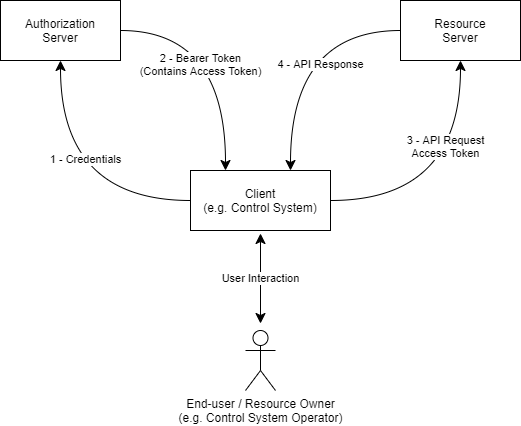 Authorization
Server
Resource
Server
2 - Bearer Token
(Contains Access Token)
4 - API Response
1 - Credentials
3 - API Request
Access Token
Client
(e.g. Control System)
User Interaction
End-user / Resource Owner
(e.g. Control System Operator)